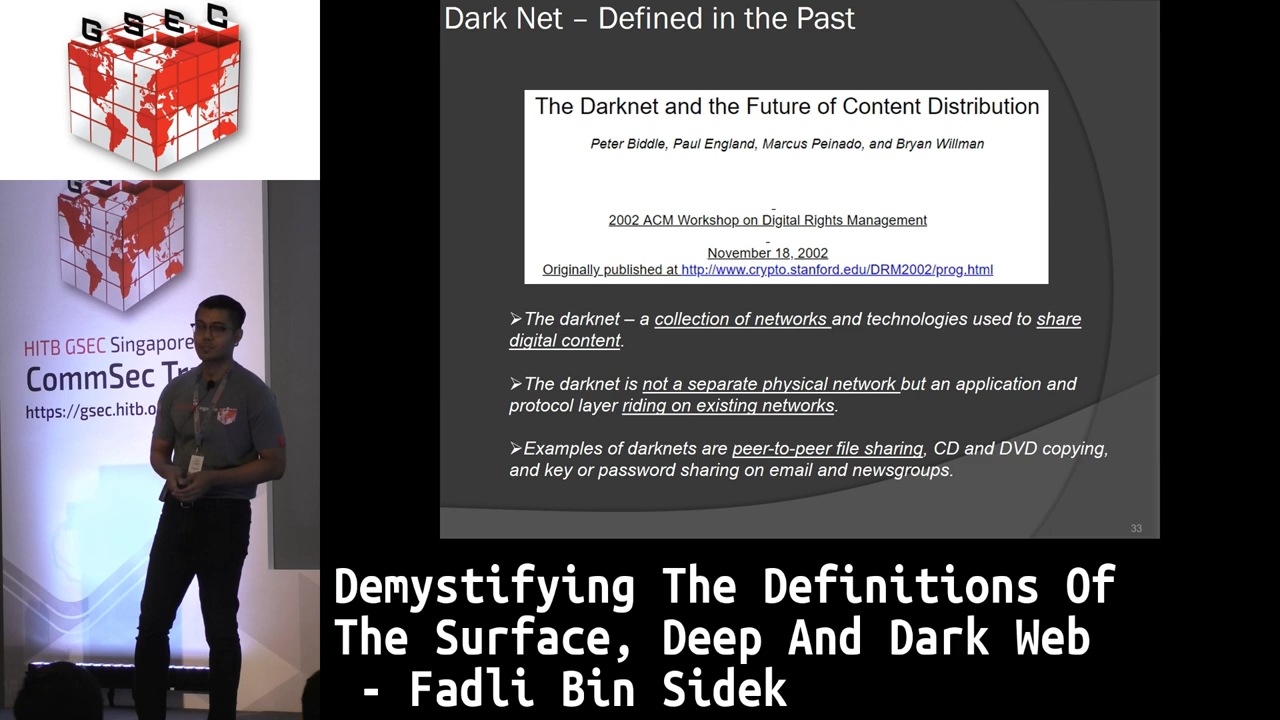 GSEC
Dark Net – Defined in the Past
The Darknet and the Future of Content Distribution
Peter Biddle, Paul England, Marcus Peinado, and Bryan Willman
2002 ACM Workshop on Digital Rights Management
November 18, 2002
Originally published at http://www.crypto.stanford.edu/DRM2002/prog.html
➢The darknet – a collection of networks and technologies used to share
digital content.
➢The darknet is not a separate physical network but an application and
protocol layer riding on existing networks.
➢Examples of darknets are peer-to-peer file sharing, CD and DVD copying,
and key or password sharing on email and newsgroups.
33
HITB GSEC Singapore
CommSec
https://gsec.hitb.o
Demystifying The Definitions Of
The Surface, Deep And Dark Web
- Fadli Bin Sidek